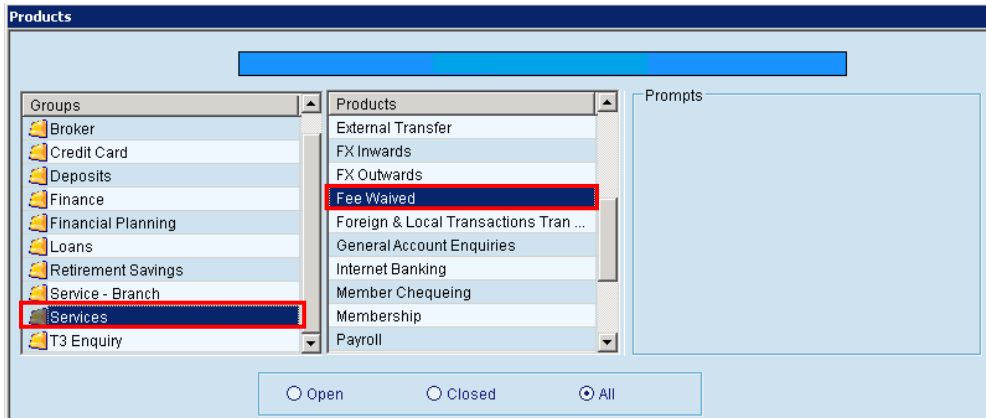 Products
Groups
Broker
Credit Card
Deposits
Finance
Financial Planning
Loans
Retirement Savings
Service - Branch
Services
T3 Enquiry
Products
External Transfer
FX Inwards
FX Outwards
Fee Waived
Foreign & Local Transactions Tran ...
General Account Enquiries
Internet Banking
Member Chequeing
Membership
Payroll
Prompts
Open Closed All